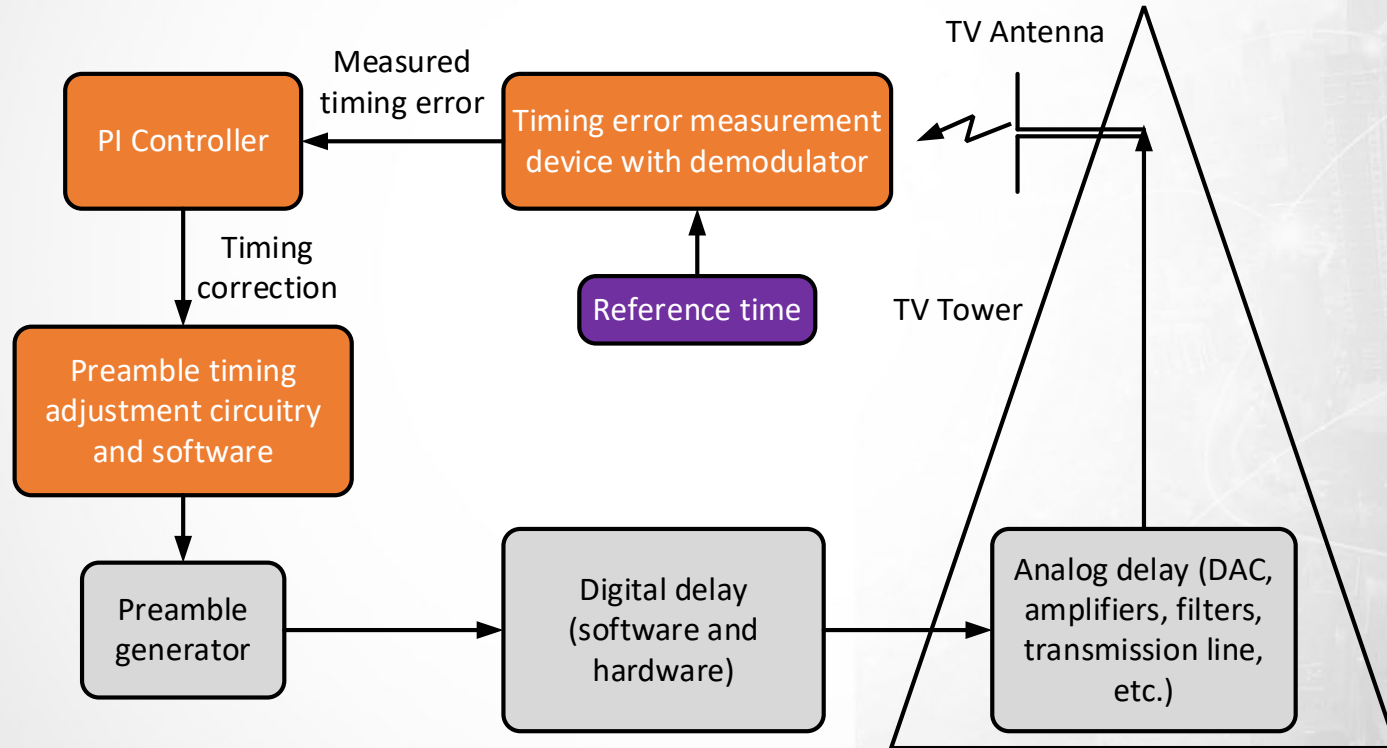 TV Antenna
Measured
timing error
PI Controller
Timing error measurement
device with demodulator
Timing
correction
Reference time
TV Tower
Preamble timing
adjustment circuitry
and software
Preamble
generator
Digital delay
(software and
hardware)
Analog delay (DAC,
amplifiers, filters,
transmission line,
etc.)